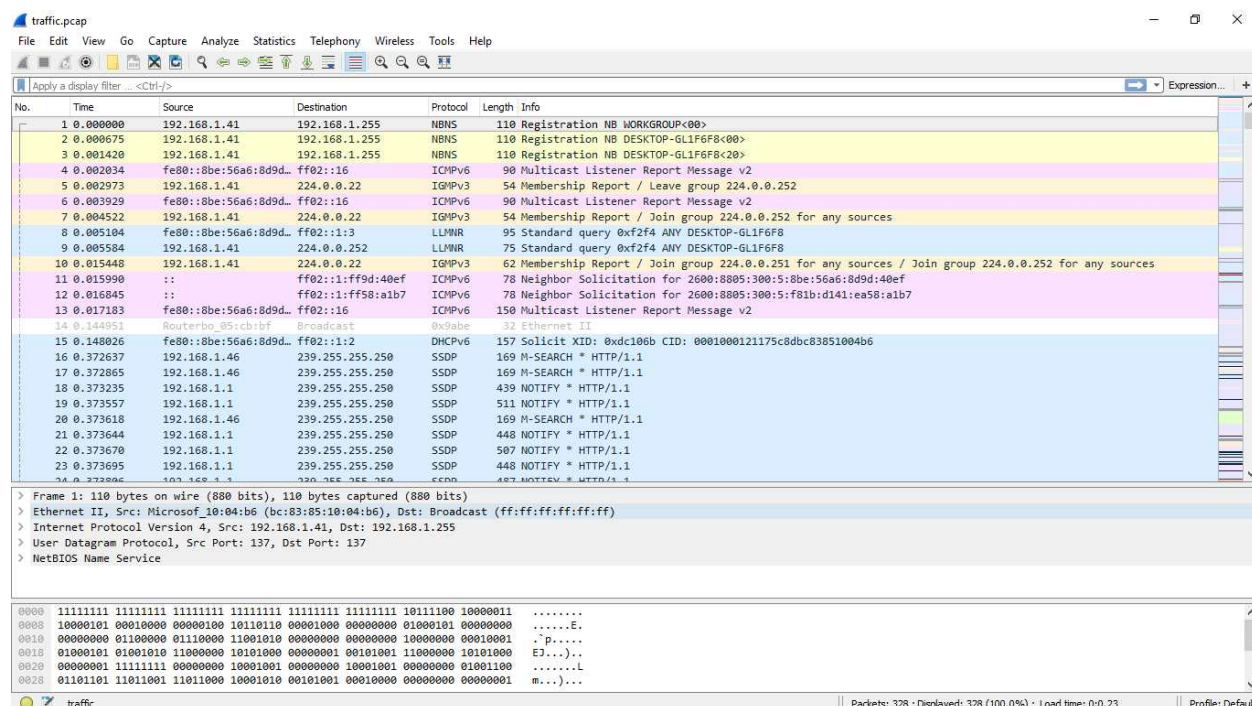 traffic.pcap
File Edit View Go Capture Analyze Statistics Telephony Wireless Tools Help
Apply a display filter ... <Ctrl-/> Expression... +
No. Time Source Destination Protocol Length Info
1 0.000000 192.168.1.41 192.168.1.255 NBNS 110 Registration NB WORKGROUP<00>
2 0.000675 192.168.1.41 192.168.1.255 NBNS 110 Registration NB DESKTOP-GL1F6F8<00>
3 0.001420 192.168.1.41 192.168.1.255 NBNS 110 Registration NB DESKTOP-GL1F6F8<20>
4 0.002034 fe80::8be:56a6:8d9d… ff02::16 ICMPv6 90 Multicast Listener Report Message v2
5 0.002973 192.168.1.41 224.0.0.22 IGMPv3 54 Membership Report / Leave group 224.0.0.252
6 0.003929 fe80::8be:56a6:8d9d… ff02::16 ICMPv6 90 Multicast Listener Report Message v2
7 0.004522 192.168.1.41 224.0.0.22 IGMPv3 54 Membership Report / Join group 224.0.0.252 for any sources
8 0.005104 fe80::8be:56a6:8d9d… ff02::1:3 LLMNR 95 Standard query 0xf2f4 ANY DESKTOP-GL1F6F8
9 0.005584 192.168.1.41 224.0.0.252 LLMNR 75 Standard query 0xf2f4 ANY DESKTOP-GL1F6F8
10 0.015448 192.168.1.41 224.0.0.22 IGMPv3 62 Membership Report / Join group 224.0.0.251 for any sources / Join group 224.0.0.252 for any sources
11 0.015990 :: ff02::1:ff9d:40ef ICMPv6 78 Neighbor Solicitation for 2600:8805:300:5:8be:56a6:8d9d:40ef
12 0.016845 :: ff02::1:ff58:a1b7 ICMPv6 78 Neighbor Solicitation for 2600:8805:300:5:f81b:d141:ea58:a1b7
13 0.017183 fe80::8be:56a6:8d9d… ff02::16 ICMPv6 150 Multicast Listener Report Message v2
14 0.144951 Routerbo_05:cb:bf Broadcast 0x9abe 32 Ethernet II
15 0.148026 fe80::8be:56a6:8d9d… ff02::1:2 DHCPv6 157 Solicit XID: 0xdc106b CID: 0001000121175c8dbc83851004b6
16 0.372637 192.168.1.46 239.255.255.250 SSDP 169 M-SEARCH * HTTP/1.1
17 0.372865 192.168.1.46 239.255.255.250 SSDP 169 M-SEARCH * HTTP/1.1
18 0.373235 192.168.1.1 239.255.255.250 SSDP 439 NOTIFY * HTTP/1.1
19 0.373557 192.168.1.1 239.255.255.250 SSDP 511 NOTIFY * HTTP/1.1
20 0.373618 192.168.1.46 239.255.255.250 SSDP 169 M-SEARCH * HTTP/1.1
21 0.373644 192.168.1.1 239.255.255.250 SSDP 448 NOTIFY * HTTP/1.1
22 0.373670 192.168.1.1 239.255.255.250 SSDP 507 NOTIFY * HTTP/1.1
23 0.373695 192.168.1.1 239.255.255.250 SSDP 448 NOTIFY * HTTP/1.1
24 0.373806 192.168.1.1 239.255.255.250 SSDP 487 NOTIFY * HTTP/1.1
> Frame 1: 110 bytes on wire (880 bits), 110 bytes captured (880 bits)
> Ethernet II, Src: Microsof_10:04:b6 (bc:83:85:10:04:b6), Dst: Broadcast (ff:ff:ff:ff:ff:ff)
> Internet Protocol Version 4, Src: 192.168.1.41, Dst: 192.168.1.255
> User Datagram Protocol, Src Port: 137, Dst Port: 137
> NetBIOS Name Service
0000 11111111 11111111 11111111 11111111 11111111 11111111 10111100 10000011 ........
0008 10000101 00010000 00000100 10110110 00001000 00000000 01000101 00000000 ......E.
0010 00000000 01100000 01110000 11001010 00000000 00000000 10000000 00010001 .`p.....
0018 01000101 01001010 11000000 10101000 00000001 00101001 11000000 10101000 EJ...)..
0020 00000001 11111111 00000000 10001001 00000000 10001001 00000000 01001100 .......L
0028 01101101 11011001 11011000 10001010 00101001 00010000 00000000 00000001 m...)...
traffic Packets: 328 · Displayed: 328 (100.0%) · Load time: 0:0.23 Profile: Defaul